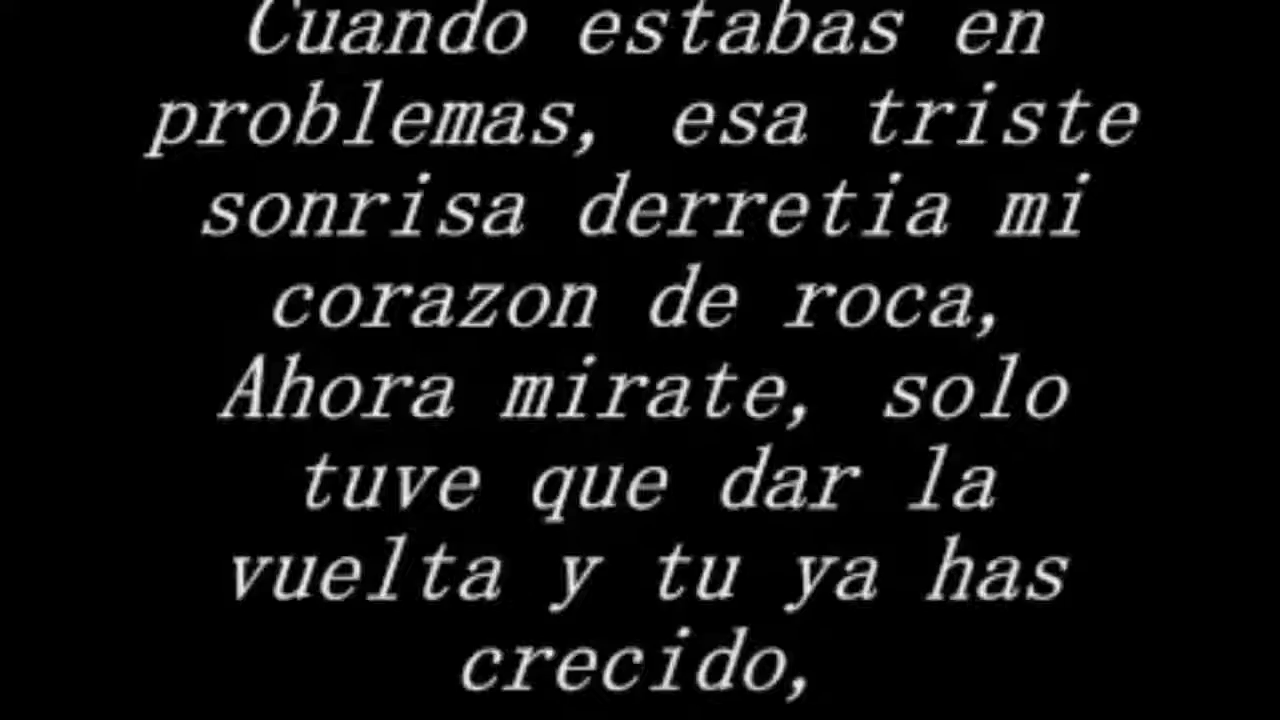 Cuando estabas en
problemas, esa triste
sonrisa derretia mi
corazon de roca,
Ahora mirate, solo
tuve que dar la
vuelta y tu ya has
crecido,